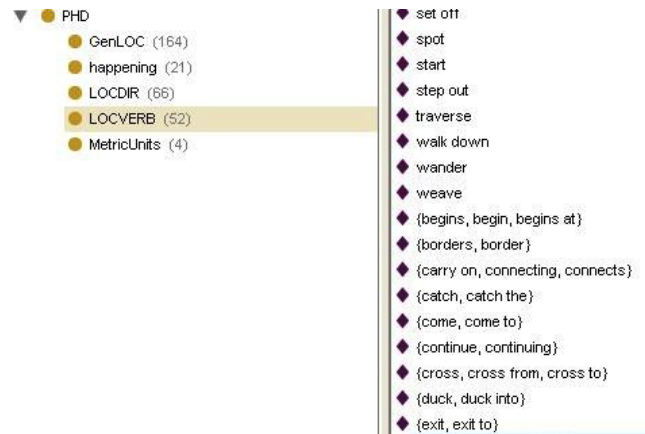 PHD
GenLOC (164)
happening (21)
LOCDIR (66)
LOCVERB (52)
MetricUnits (4)
set off
spot
start
step out
traverse
walk down
wander
weave
{begins, begin, begins at}
{borders, border}
{carry on, connecting, connects}
{catch, catch the}
{come, come to}
{continue, continuing}
{cross, cross from, cross to}
{duck, duck into}
{exit, exit to}